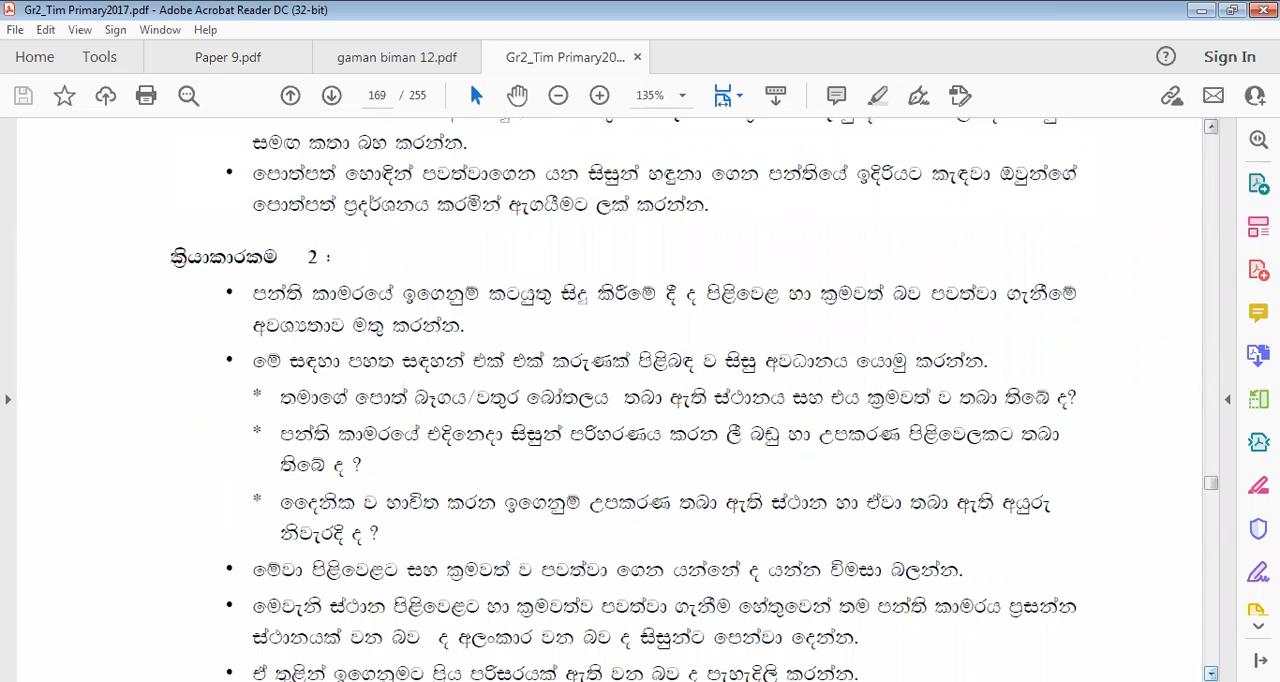 Gr2_Tim Primary2017.pdf - Adobe Acrobat Reader DC (32-bit)
File Edit View Sign Window Help
Home Tools Paper 9.pdf gaman biman 12.pdf Gr2_Tim Primary20... × Sign In
169 / 255 135%
සමඟ කතා බහ කරන්න.
• පොත්පත් හොඳින් පවත්වාගෙන යන සිසුන් හඳුනා ගෙන පන්තියේ ඉදිරියට කැඳවා ඔවුන්ගේ
පොත්පත් ප්‍රදර්ශනය කරමින් ඇගයීමට ලක් කරන්න.
ක්‍රියාකාරකම 2 :
• පන්ති කාමරයේ ඉගෙනුම් කටයුතු සිදු කිරීමේ දී ද පිළිවෙළ හා ක්‍රමවත් බව පවත්වා ගැනීමේ
අවශ්‍යතාව මතු කරන්න.
• මේ සඳහා පහත සඳහන් එක් එක් කරුණක් පිළිබඳ ව සිසු අවධානය යොමු කරන්න.
* තමාගේ පොත් බෑගය/වතුර බෝතලය තබා ඇති ස්ථානය සහ එය ක්‍රමවත් ව තබා තිබේ ද?
* පන්ති කාමරයේ එදිනෙදා සිසුන් පරිහරණය කරන ලී බඩු හා උපකරණ පිළිවෙලකට තබා
තිබේ ද ?
* දෛනික ව භාවිත කරන ඉගෙනුම් උපකරණ තබා ඇති ස්ථාන හා ඒවා තබා ඇති අයුරු
නිවැරදි ද ?
• මේවා පිළිවෙළට සහ ක්‍රමවත් ව පවත්වා ගෙන යන්නේ ද යන්න විමසා බලන්න.
• මෙවැනි ස්ථාන පිළිවෙළට හා ක්‍රමවත්ව පවත්වා ගැනීම හේතුවෙන් තම පන්ති කාමරය ප්‍රසන්න
ස්ථානයක් වන බව ද අලංකාර වන බව ද සිසුන්ට පෙන්වා දෙන්න.
• ඒ තුළින් ඉගෙනුමට ප්‍රිය පරිසරයක් ඇති වන බව ද පැහැදිලි කරන්න.